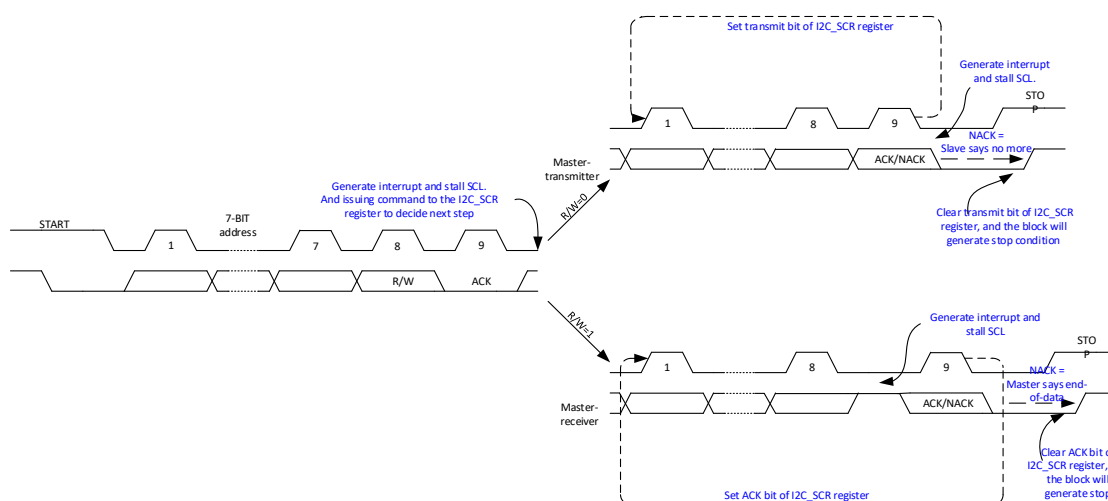 Set transmit bit of I2C_SCR register
Generate interrupt
and stall SCL.
STO
P
1
8
9
NACK =
Slave says no more
Master-
transmitter
ACK/NACK
Generate interrupt and stall SCL.
And issuing command to the I2C_SCR
register to decide next step
R/W=0
Clear transmit bit of I2C_SCR
register, and the block will
generate stop condition
START
7-BIT
address
1
7
8
9
R/W
ACK
R/W=1
Generate interrupt and
stall SCL
STO
P
1
8
9
NACK =
Master says end-
of-data
Master-
receiver
ACK/NACK
Clear ACK bit o
I2C_SCR register,
the block will
generate stop
Set ACK bit of I2C_SCR register